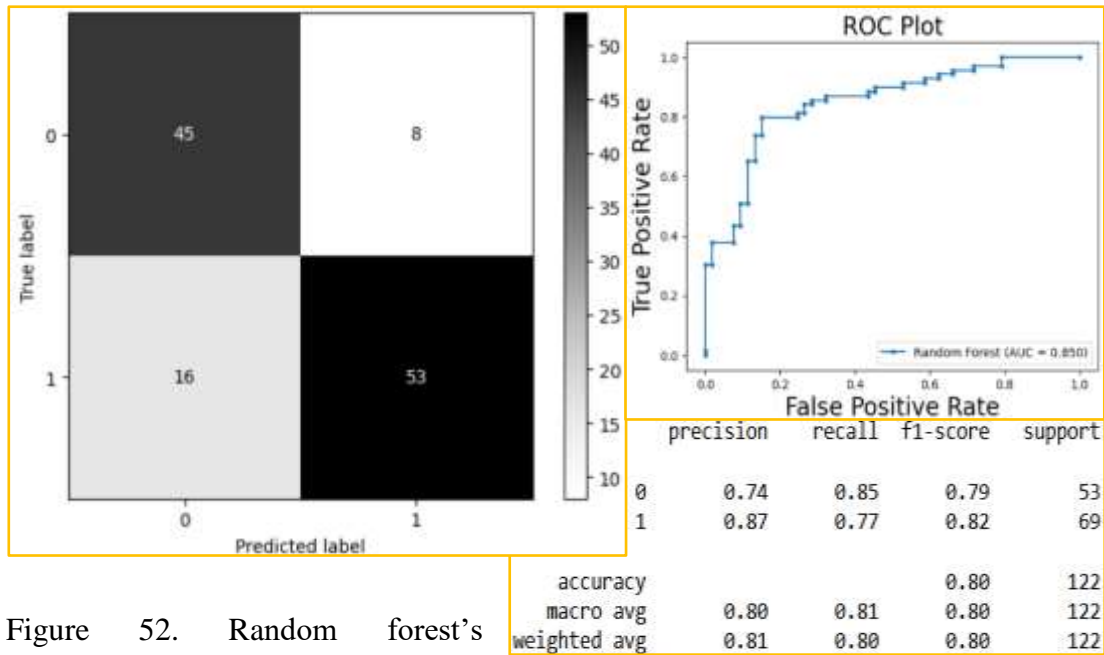 45 8
16 53
0
1
0 1
True label
Predicted label
50
45
40
35
30
25
20
15
10
ROC Plot
True Positive Rate
1.0
0.8
0.6
0.4
0.2
0.0
Random Forest (AUC = 0.850)
0.0 0.2 0.4 0.6 0.8 1.0
False Positive Rate
precision recall f1-score support
0 0.74 0.85 0.79 53
1 0.87 0.77 0.82 69
accuracy 0.80 122
macro avg 0.80 0.81 0.80 122
weighted avg 0.81 0.80 0.80 122
Figure 52. Random forest's